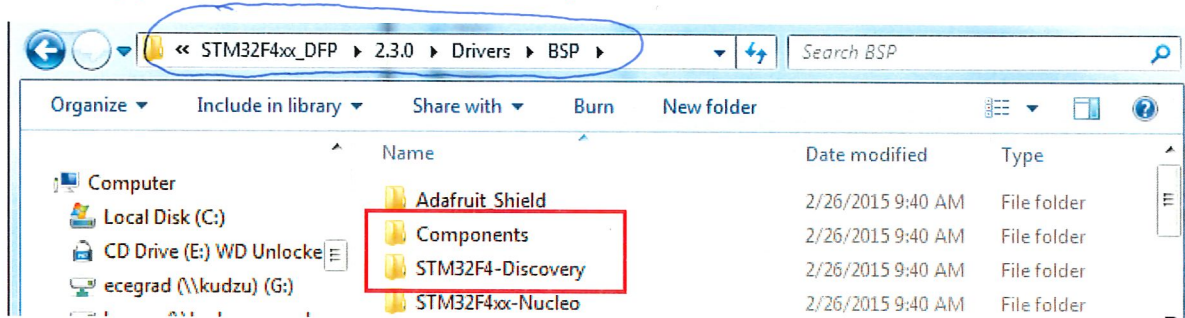 « STM32F4xx_DFP ▸ 2.3.0 ▸ Drivers ▸ BSP ▸ Search BSP
Organize ▾ Include in library ▾ Share with ▾ Burn New folder
Name Date modified Type
Computer
Local Disk (C:)
CD Drive (E:) WD Unlocke
ecegrad (\\kudzu) (G:)
Adafruit_Shield 2/26/2015 9:40 AM File folder
Components 2/26/2015 9:40 AM File folder
STM32F4-Discovery 2/26/2015 9:40 AM File folder
STM32F4xx-Nucleo 2/26/2015 9:40 AM File folder